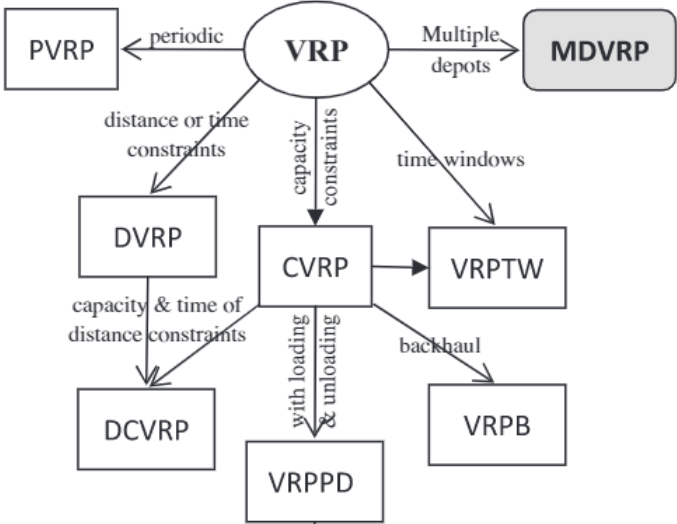 PVRP
periodic
VRP
Multiple
depots
MDVRP
distance or time
constraints
capacity
constraints
time windows
DVRP
CVRP
VRPTW
capacity & time of
distance constraints
with loading
& unloading
backhaul
DCVRP
VRPPD
VRPB